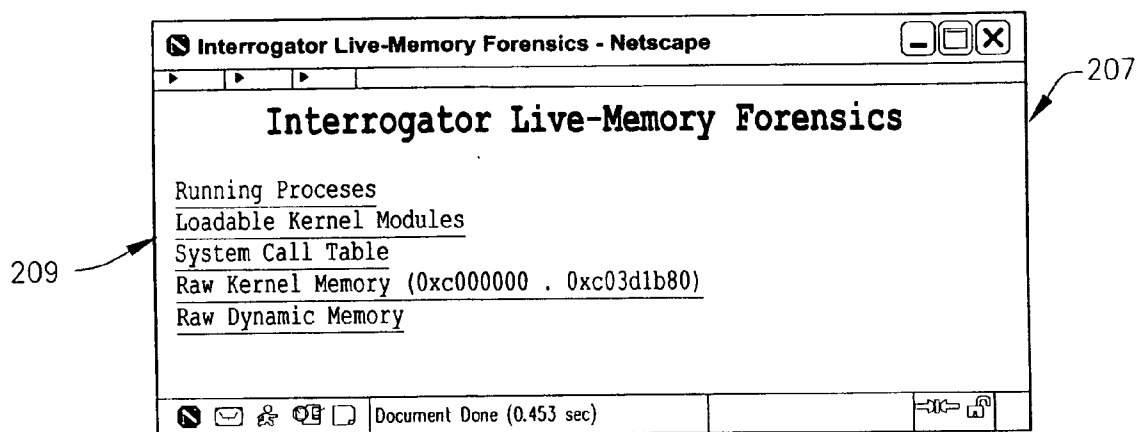 Interrogator Live-Memory Forensics - Netscape
207
Interrogator Live-Memory Forensics
Running Proceses
Loadable Kernel Modules
System Call Table
209
Raw Kernel Memory (0xc000000 . 0xc03d1b80)
Raw Dynamic Memory
Document Done (0.453 sec)